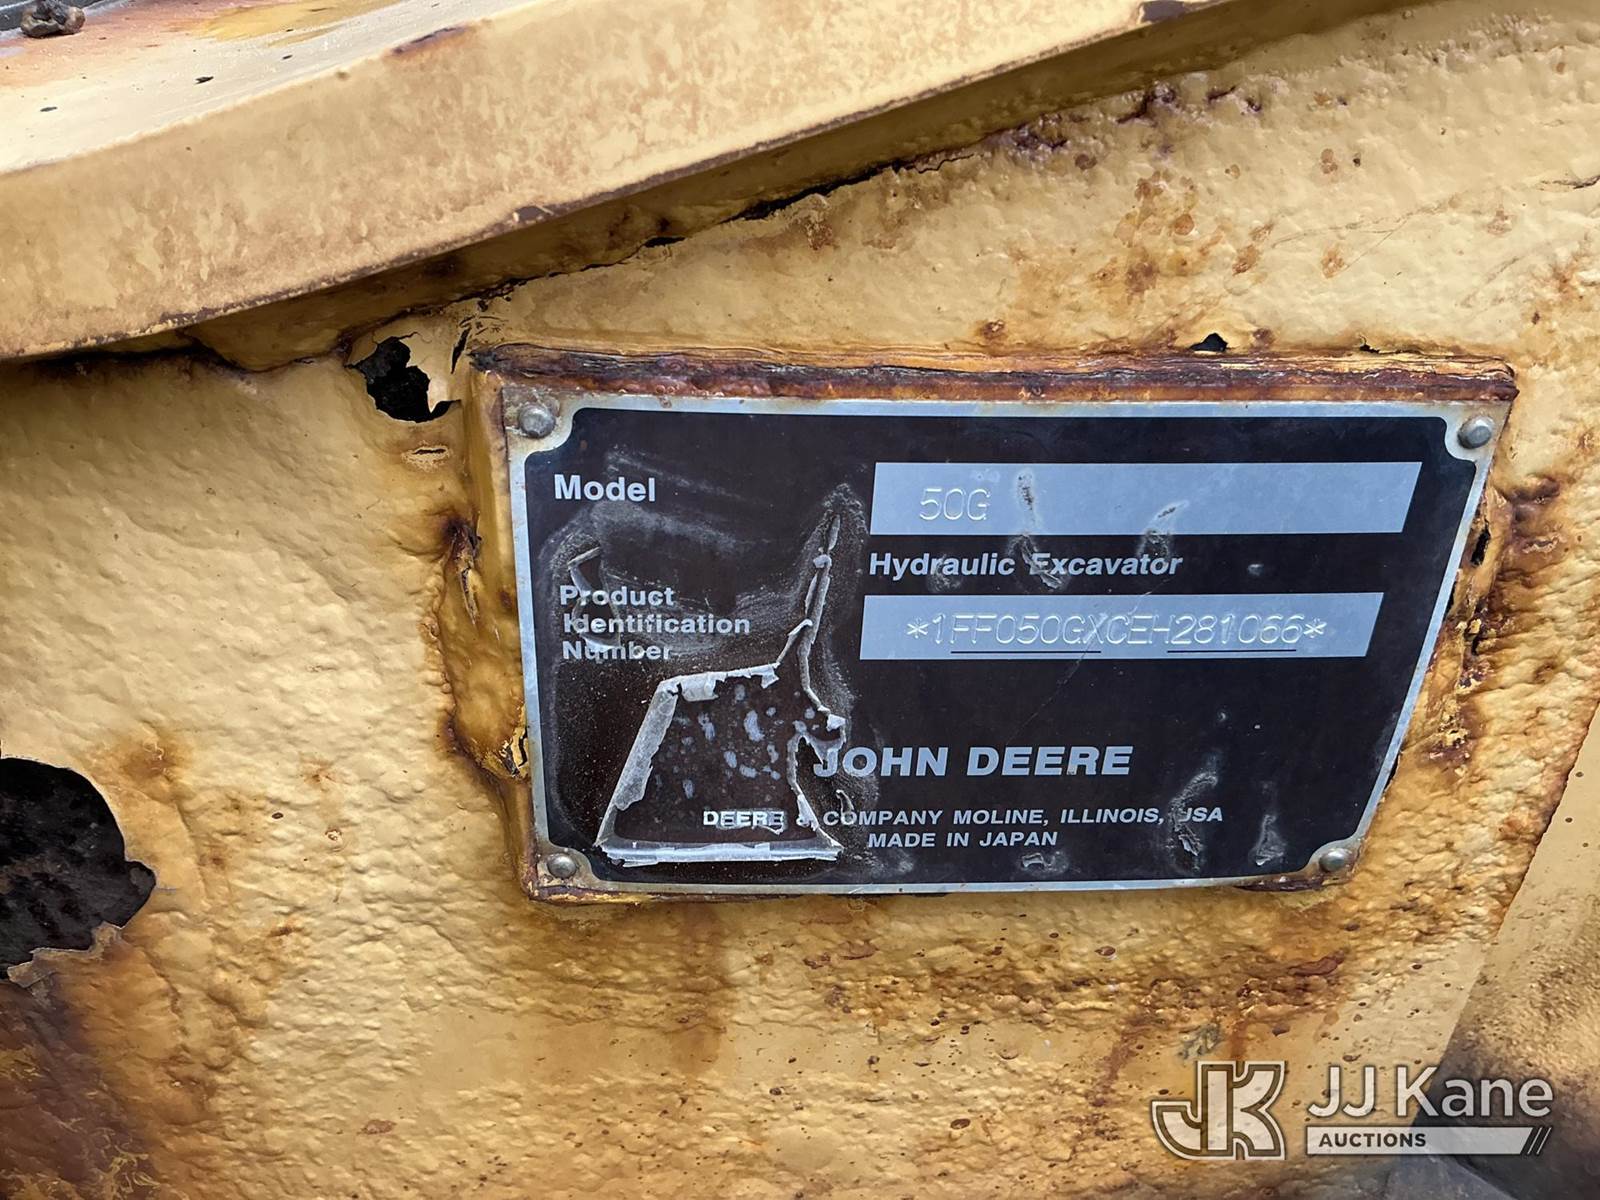 Model
50G
Hydraulic Excavator
Product
Identification
Number
*1FF050GXCEH281066*
JOHN DEERE
DEERE & COMPANY MOLINE, ILLINOIS, USA
MADE IN JAPAN
JK
JJ Kane
AUCTIONS